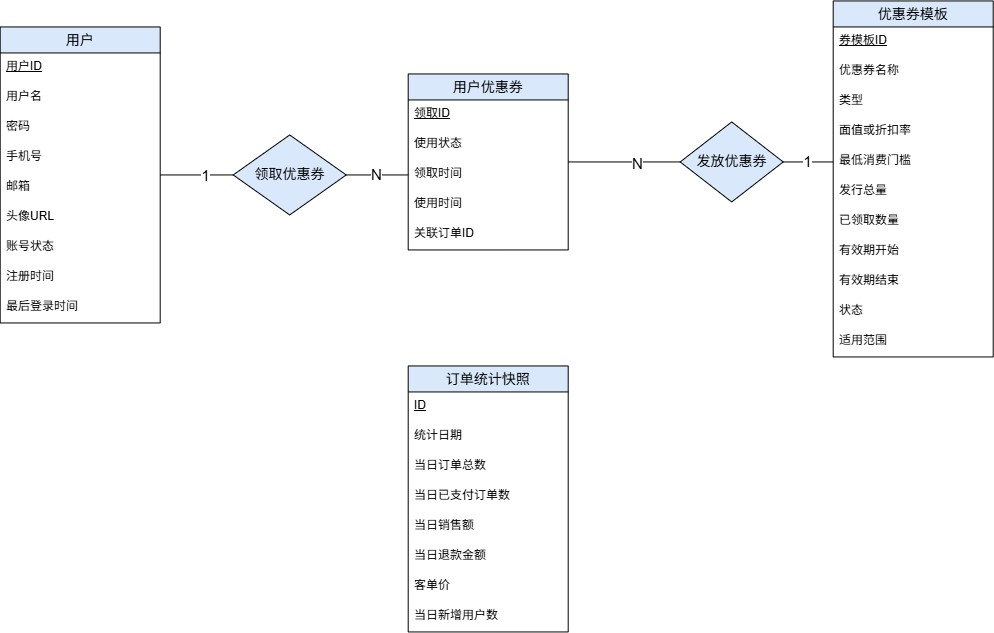 用户
用户ID
用户名
密码
手机号
邮箱
头像URL
账号状态
注册时间
最后登录时间
1
领取优惠券
N
用户优惠券
领取ID
使用状态
领取时间
使用时间
关联订单ID
N
发放优惠券
1
优惠券模板
券模板ID
优惠券名称
类型
面值或折扣率
最低消费门槛
发行总量
已领取数量
有效期开始
有效期结束
状态
适用范围
订单统计快照
ID
统计日期
当日订单总数
当日已支付订单数
当日销售额
当日退款金额
客单价
当日新增用户数